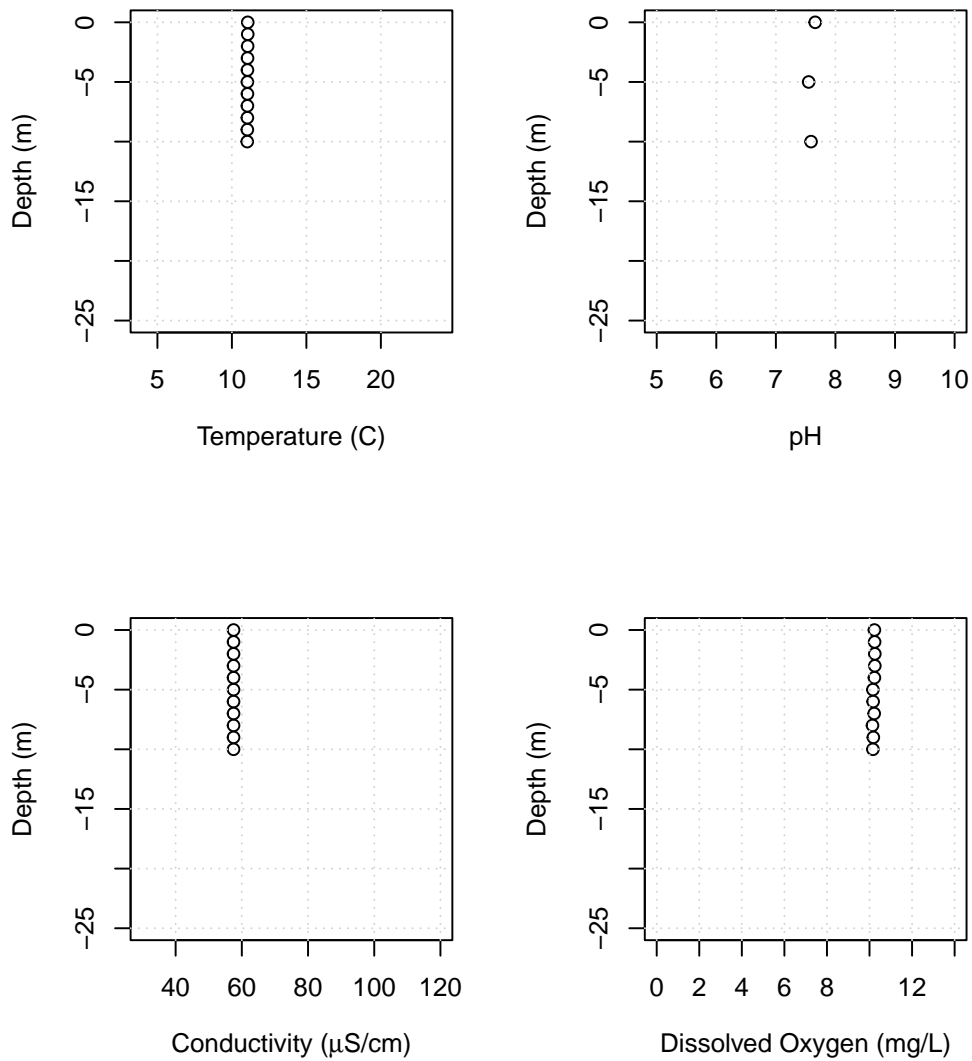 0
−5
−15
−25
Depth (m)
5 10 15 20
Temperature (C)
0
−5
−15
−25
Depth (m)
5 6 7 8 9 10
pH
0
−5
−15
−25
Depth (m)
40 60 80 100 120
Conductivity (μS/cm)
0
−5
−15
−25
Depth (m)
0 2 4 6 8 12
Dissolved Oxygen (mg/L)